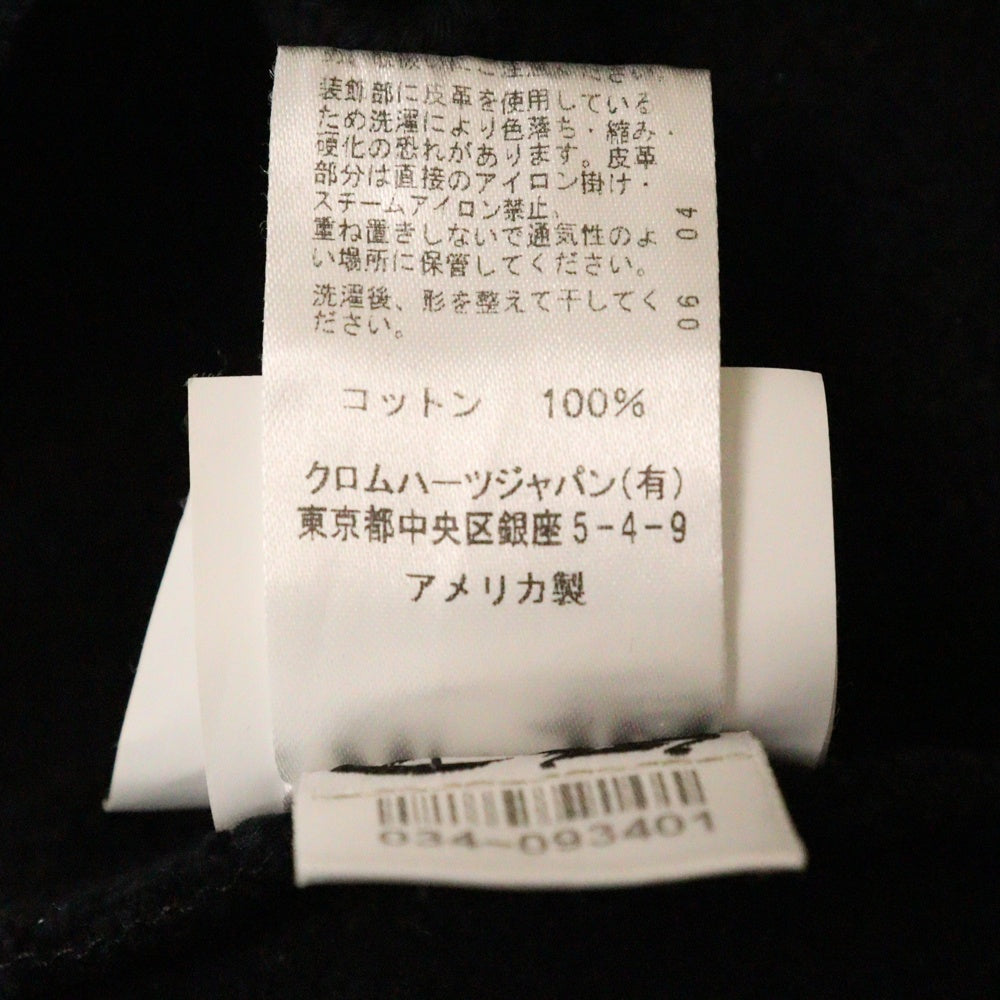 ご注意ください。
装飾部に皮革を使用している
ため洗濯により色落ち・縮み・
硬化の恐れがあります。皮革
部分は直接のアイロン掛け・
スチームアイロン禁止、
重ね置きしないで通気性のよ
い場所に保管してください。
洗濯後、形を整えて干してく
ださい。
04
06
コットン 100%
クロムハーツジャパン(有)
東京都中央区銀座5-4-9
アメリカ製
034-093401